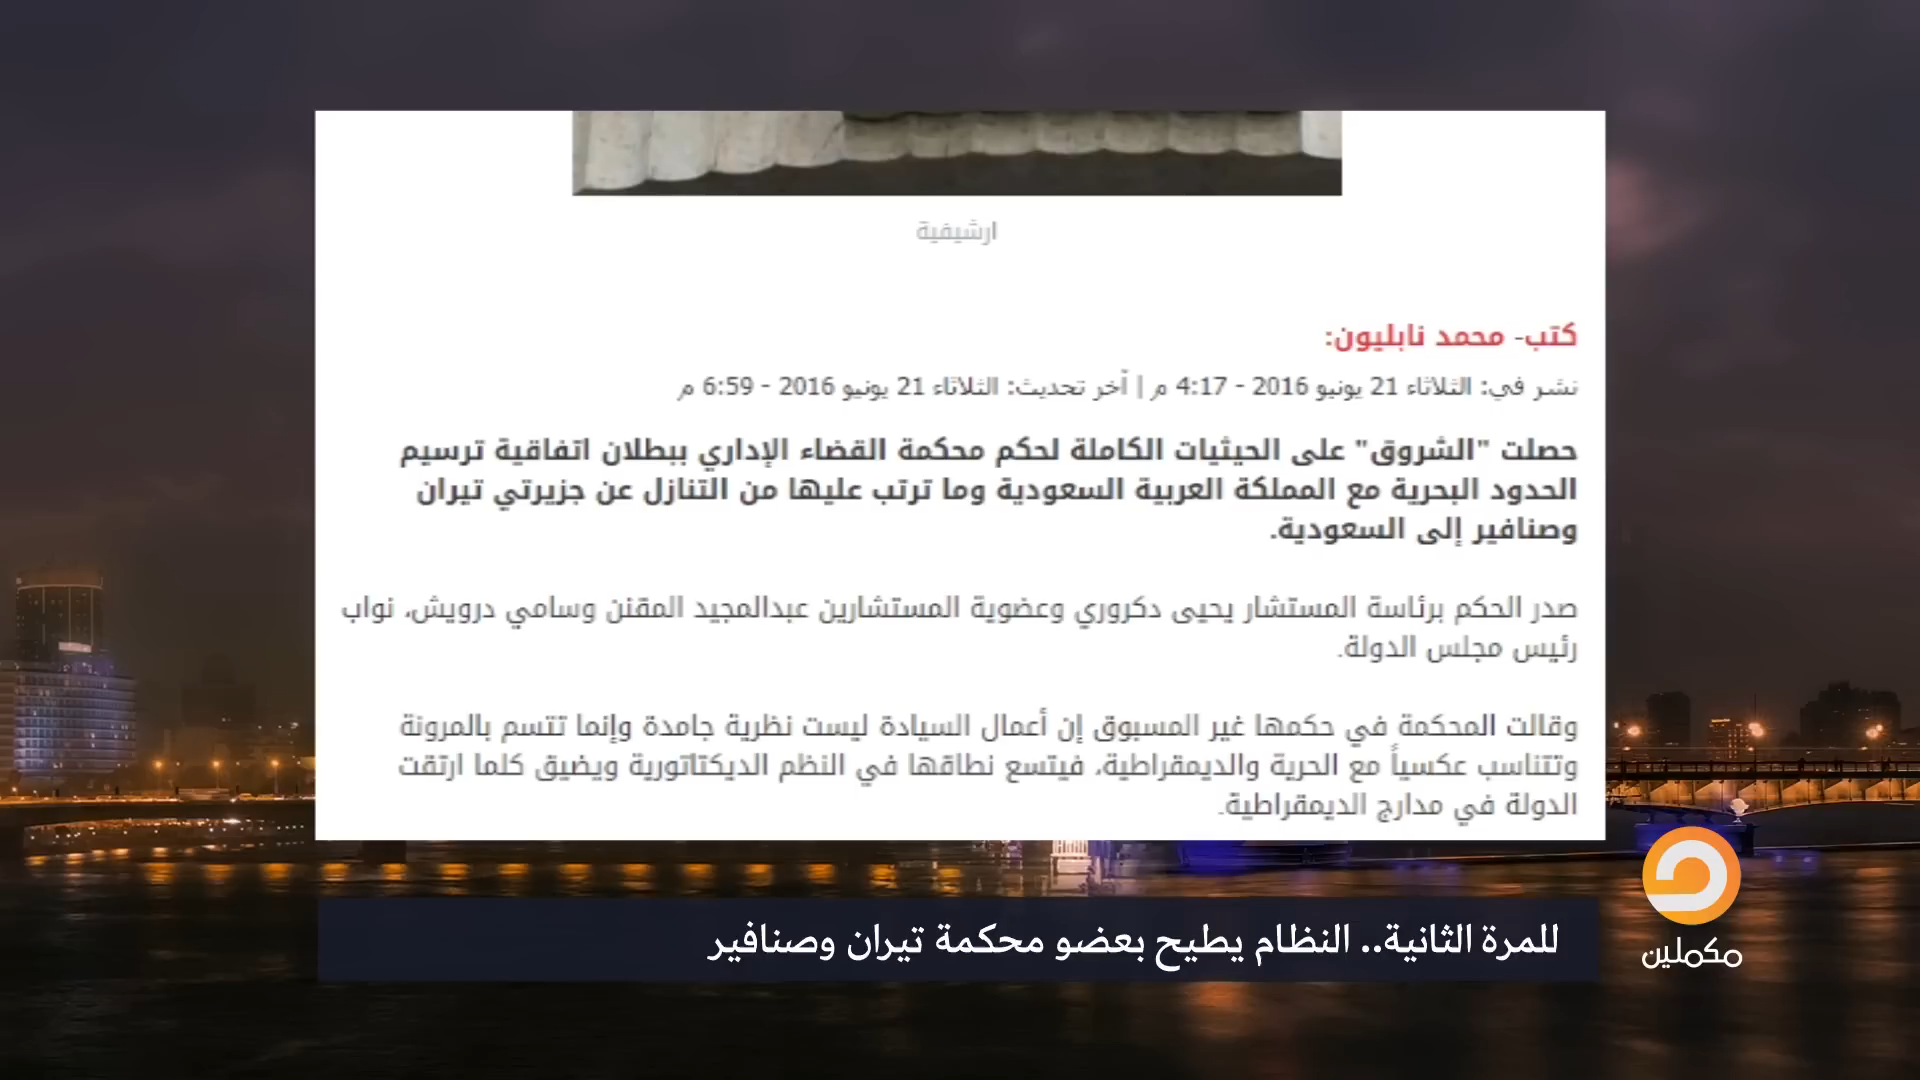 ارشيفية
كتب- محمد نابليون:
نشر في: الثلاثاء 21 يونيو 2016 - 4:17 م | آخر تحديث: الثلاثاء 21 يونيو 2016 - 6:59 م
حصلت "الشروق" على الحيثيات الكاملة لحكم محكمة القضاء الإداري ببطلان اتفاقية ترسيم
الحدود البحرية مع المملكة العربية السعودية وما ترتب عليها من التنازل عن جزيرتي تيران
وصنافير إلى السعودية.
صدر الحكم برئاسة المستشار يحيى دكروري وعضوية المستشارين عبدالمجيد المقنن وسامي درويش، نواب
رئيس مجلس الدولة.
وقالت المحكمة في حكمها غير المسبوق إن أعمال السيادة ليست نظرية جامدة وإنما تتسم بالمرونة
وتتناسب عكسياً مع الحرية والديمقراطية، فيتسع نطاقها في النظم الديكتاتورية ويضيق كلما ارتقت
الدولة في مدارج الديمقراطية.
للمرة الثانية.. النظام يطيح بعضو محكمة تيران وصنافير
مكملين